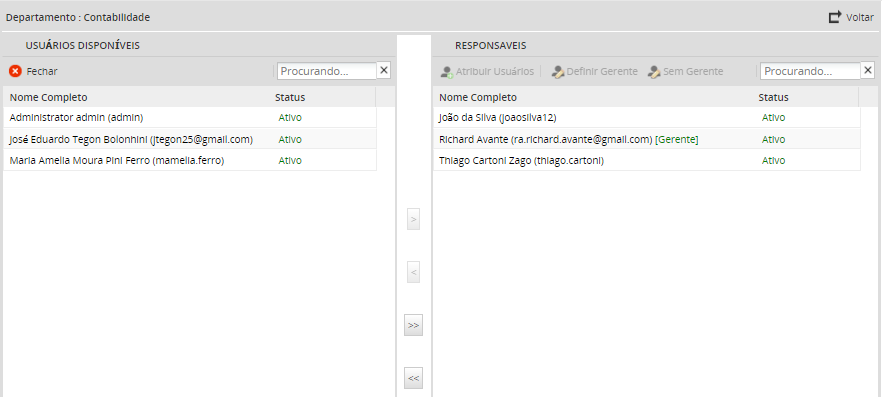 Departamento : Contabilidade
Voltar
USUÁRIOS DISPONÍVEIS
Fechar
Procurando...
Nome Completo Status
Administrator admin (admin) Ativo
José Eduardo Tegon Bolonhini (jtegon25@gmail.com) Ativo
Maria Amelia Moura Pini Ferro (mamelia.ferro) Ativo
>
<
>>
<<
RESPONSAVEIS
Atribuir Usuários Definir Gerente Sem Gerente Procurando...
Nome Completo Status
João da Silva (joaosilva12) Ativo
Richard Avante (ra.richard.avante@gmail.com) [Gerente] Ativo
Thiago Cartoni Zago (thiago.cartoni) Ativo